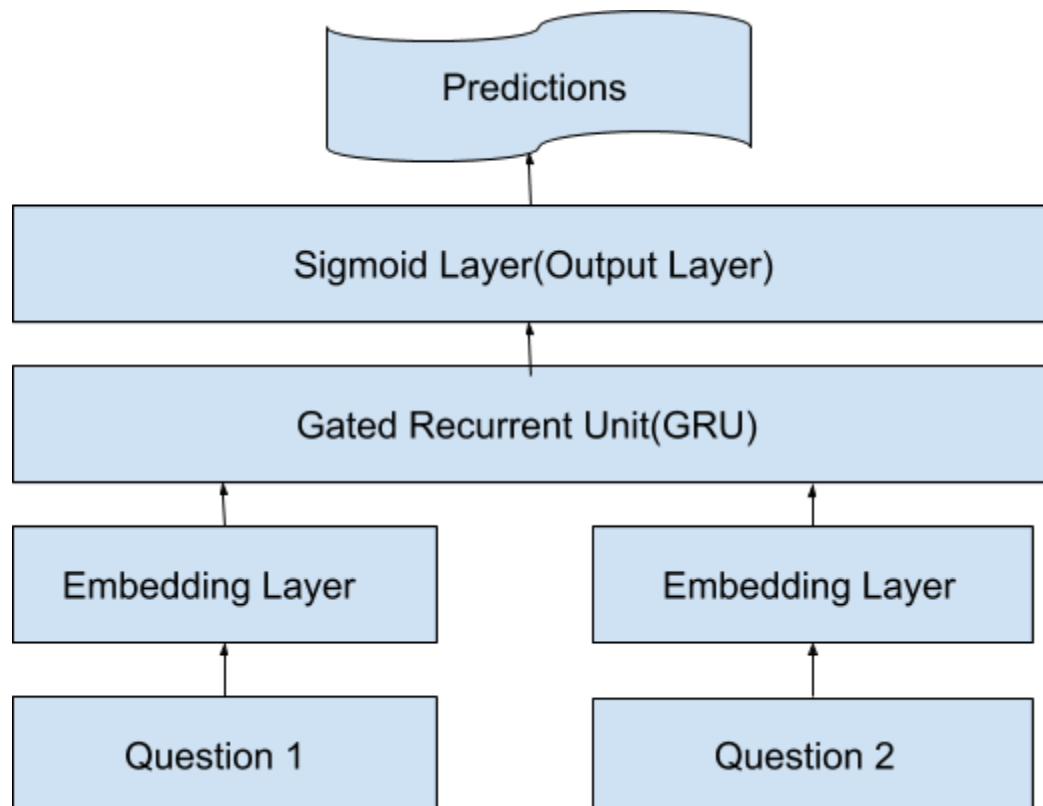 Predictions
Sigmoid Layer(Output Layer)
Gated Recurrent Unit(GRU)
Embedding Layer
Embedding Layer
Question 1
Question 2